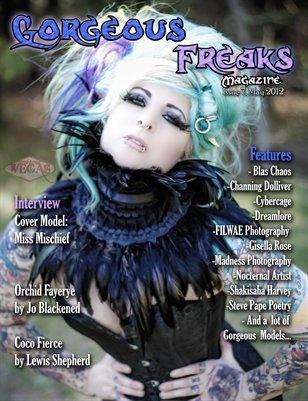 Gorgeous
Freaks
Magazine
Issue 7, May 2012
VEGAS
Interview
Cover Model:
Miss Mischief
Orchid Fayerye
by Jo Blackened
Coco Fierce
by Lewis Shepherd
Features
- Blas Chaos
- Channing Dolliver
- Cybercage
- Dreamlore
-FILWAE Photography
- Gisella Rose
- Madness Photography
- Nocternal Artist
- Shakisaha Harvey
- Steve Pape Poetry
- And a lot of
Gorgeous Models...